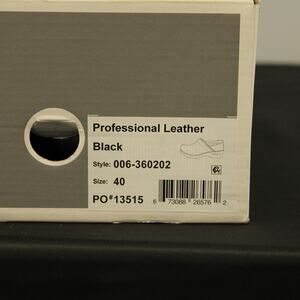 Professional Leather
Black
Style: 006-360202
Size: 40
PO#13515
6 73088 26576 2